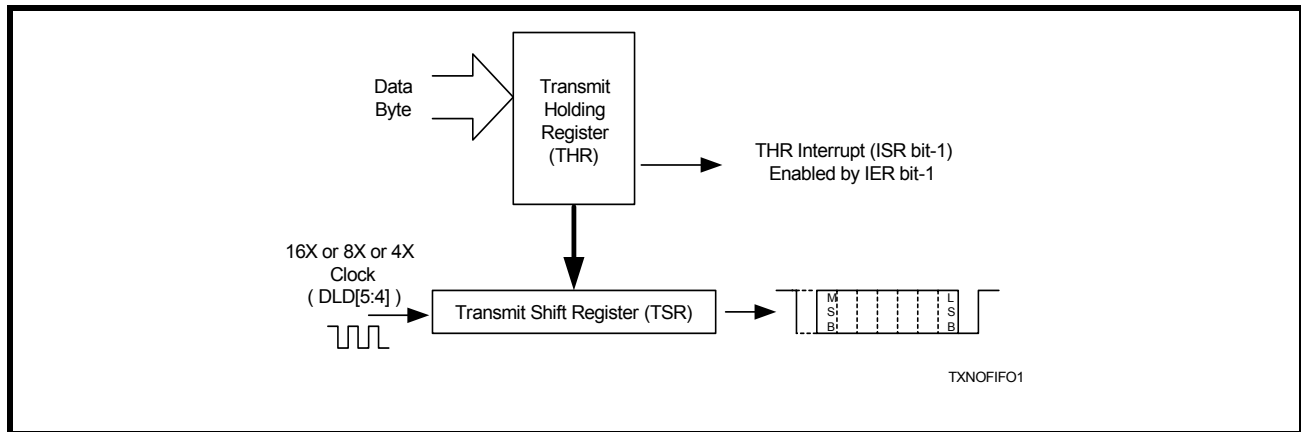 Data
Byte
Transmit
Holding
Register
(THR)
THR Interrupt (ISR bit-1)
Enabled by IER bit-1
16X or 8X or 4X
Clock
( DLD[5:4] )
Transmit Shift Register (TSR)
M
S
B
L
S
B
TXNOFIFO1